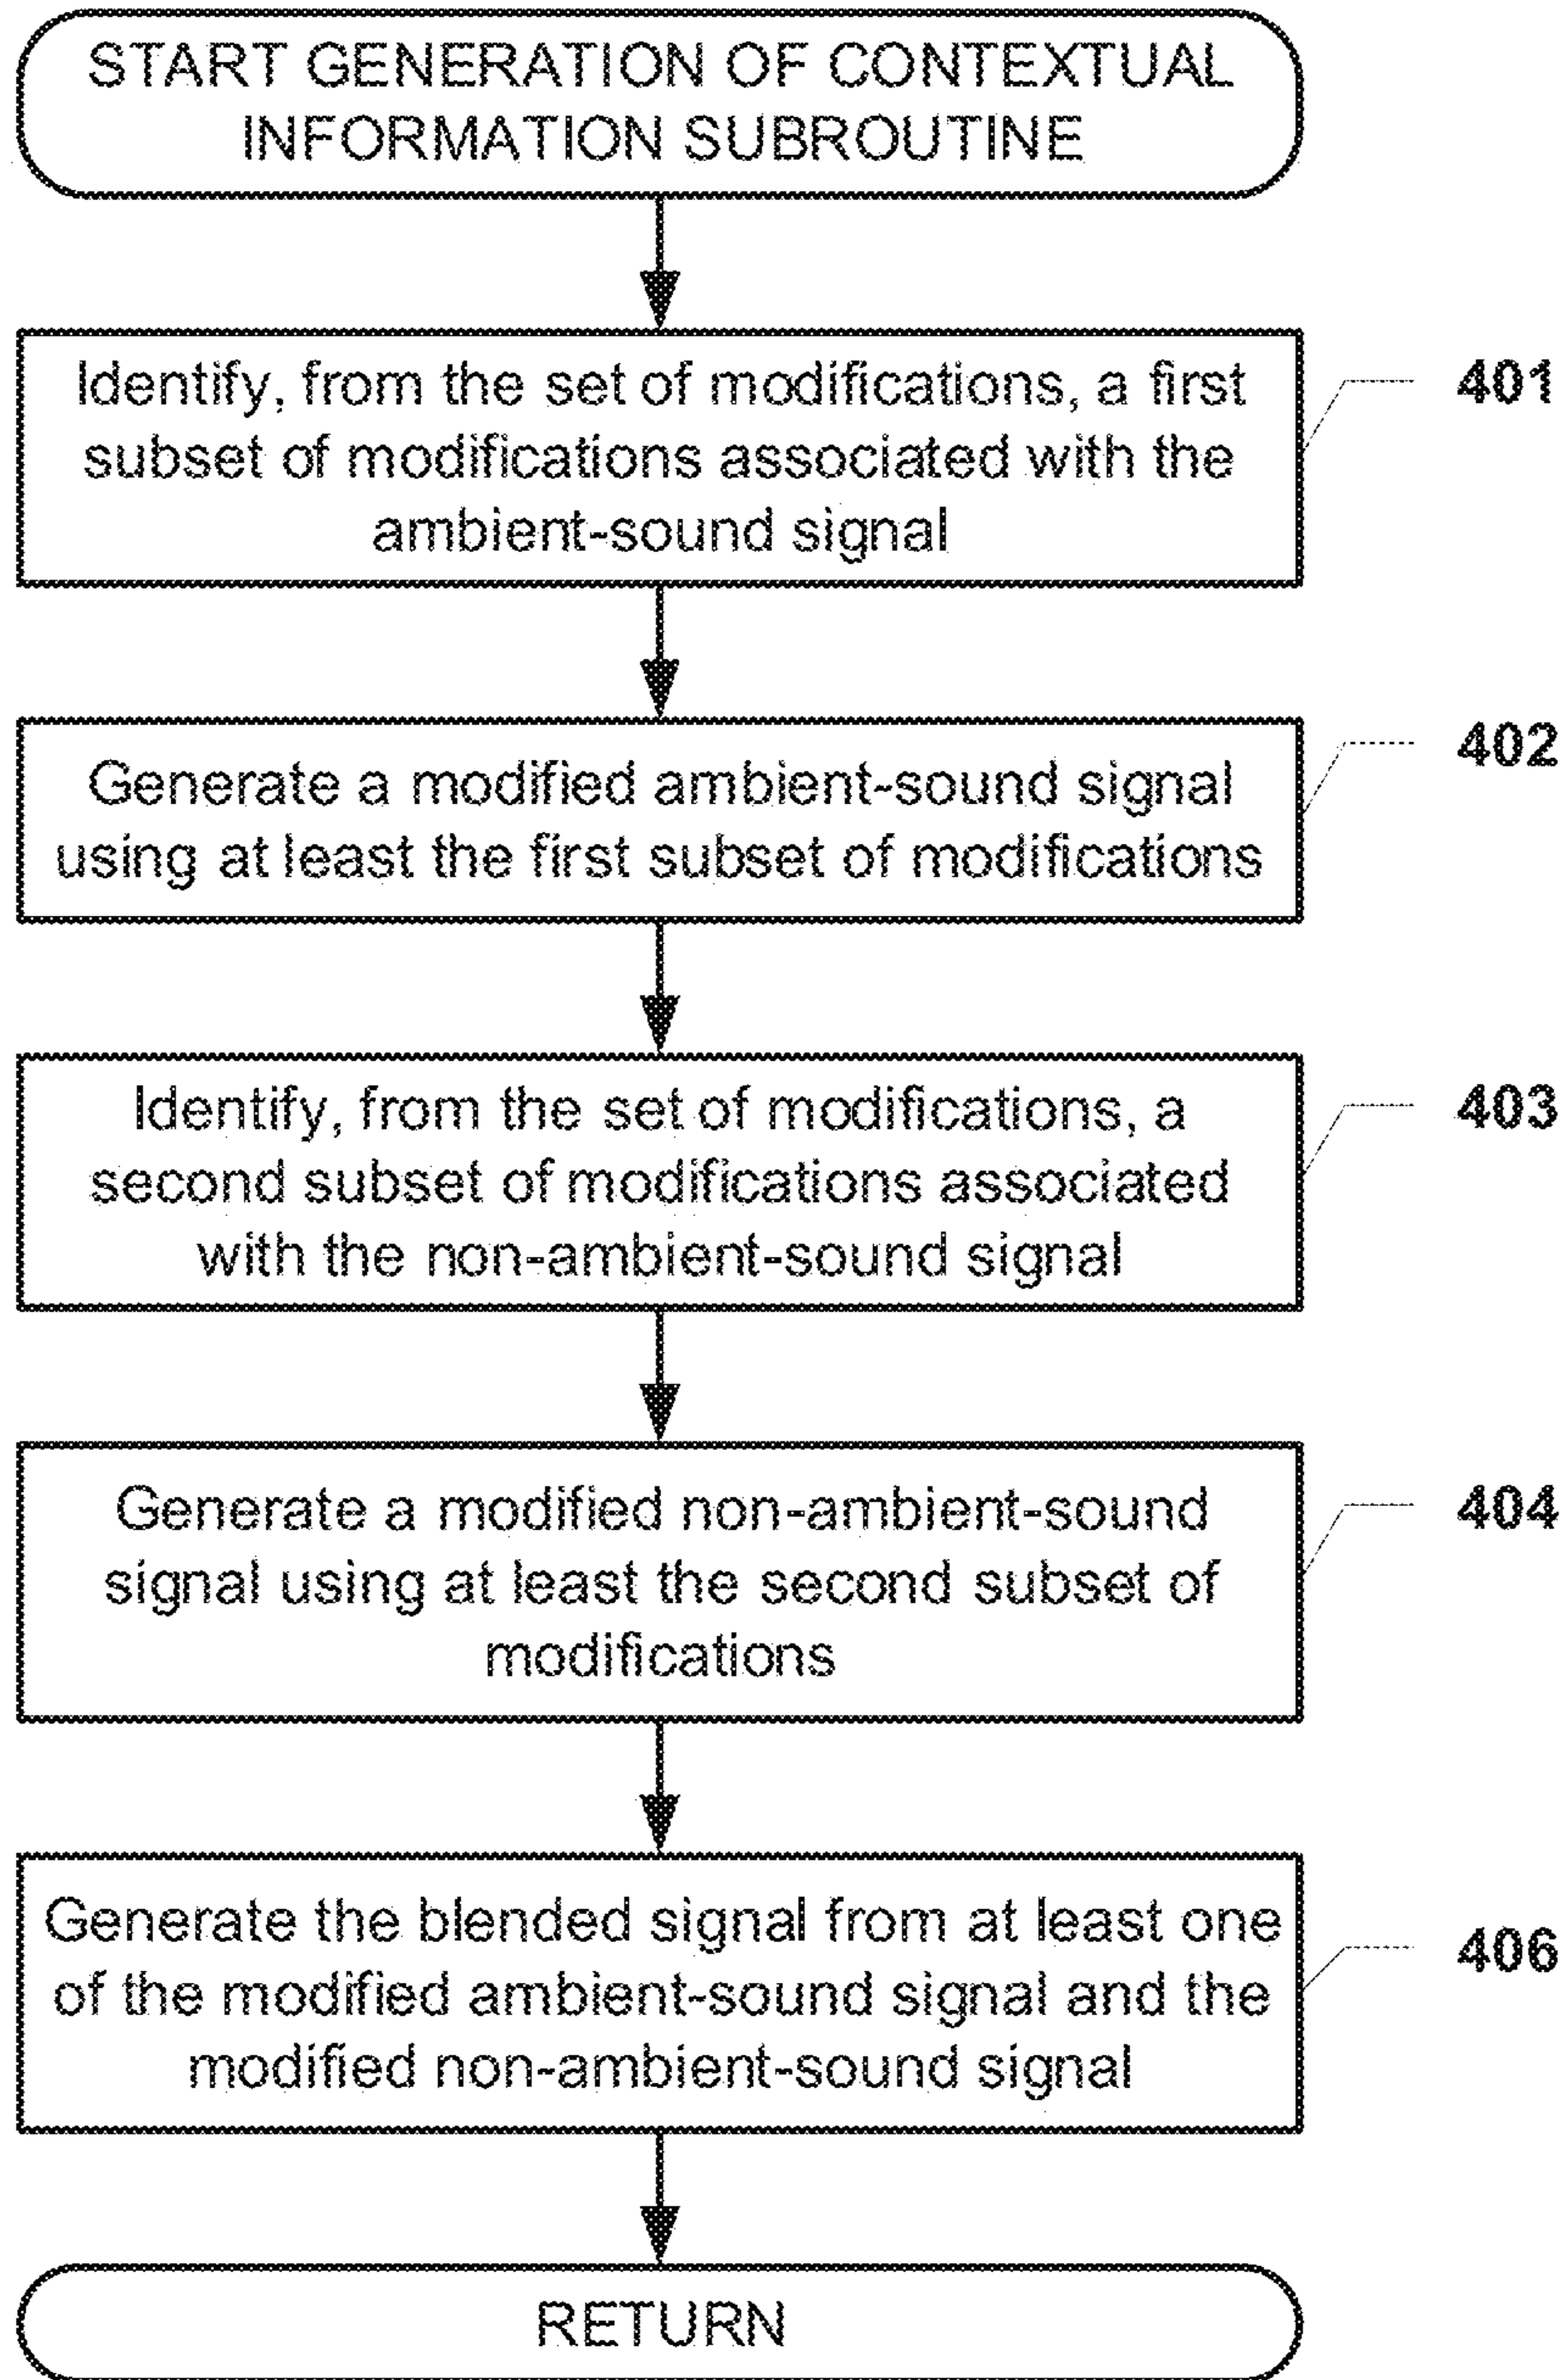 START GENERATION OF CONTEXTUAL
INFORMATION SUBROUTINE
Identify, from the set of modifications, a first
subset of modifications associated with the
ambient-sound signal
401
Generate a modified ambient-sound signal
using at least the first subset of modifications
402
Identify, from the set of modifications, a
second subset of modifications associated
with the non-ambient-sound signal
403
Generate a modified non-ambient-sound
signal using at least the second subset of
modifications
404
Generate the blended signal from at least one
of the modified ambient-sound signal and the
modified non-ambient-sound signal
406
RETURN